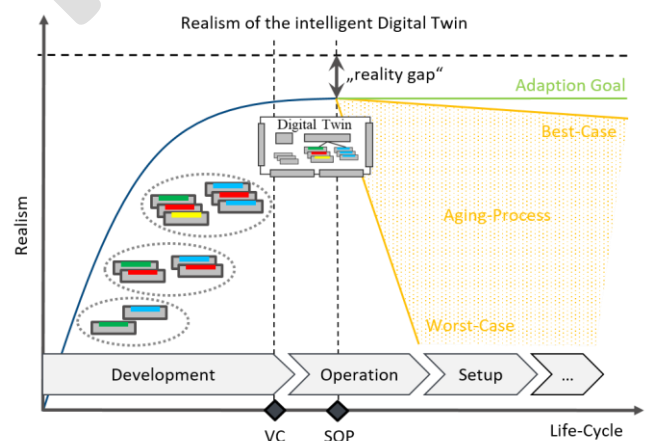 Realism of the intelligent Digital Twin
„reality gap“
Adaption Goal
Digital Twin
Best-Case
Realism
Aging-Process
Worst-Case
Development
Operation
Setup
...
VC
SOP
Life-Cycle